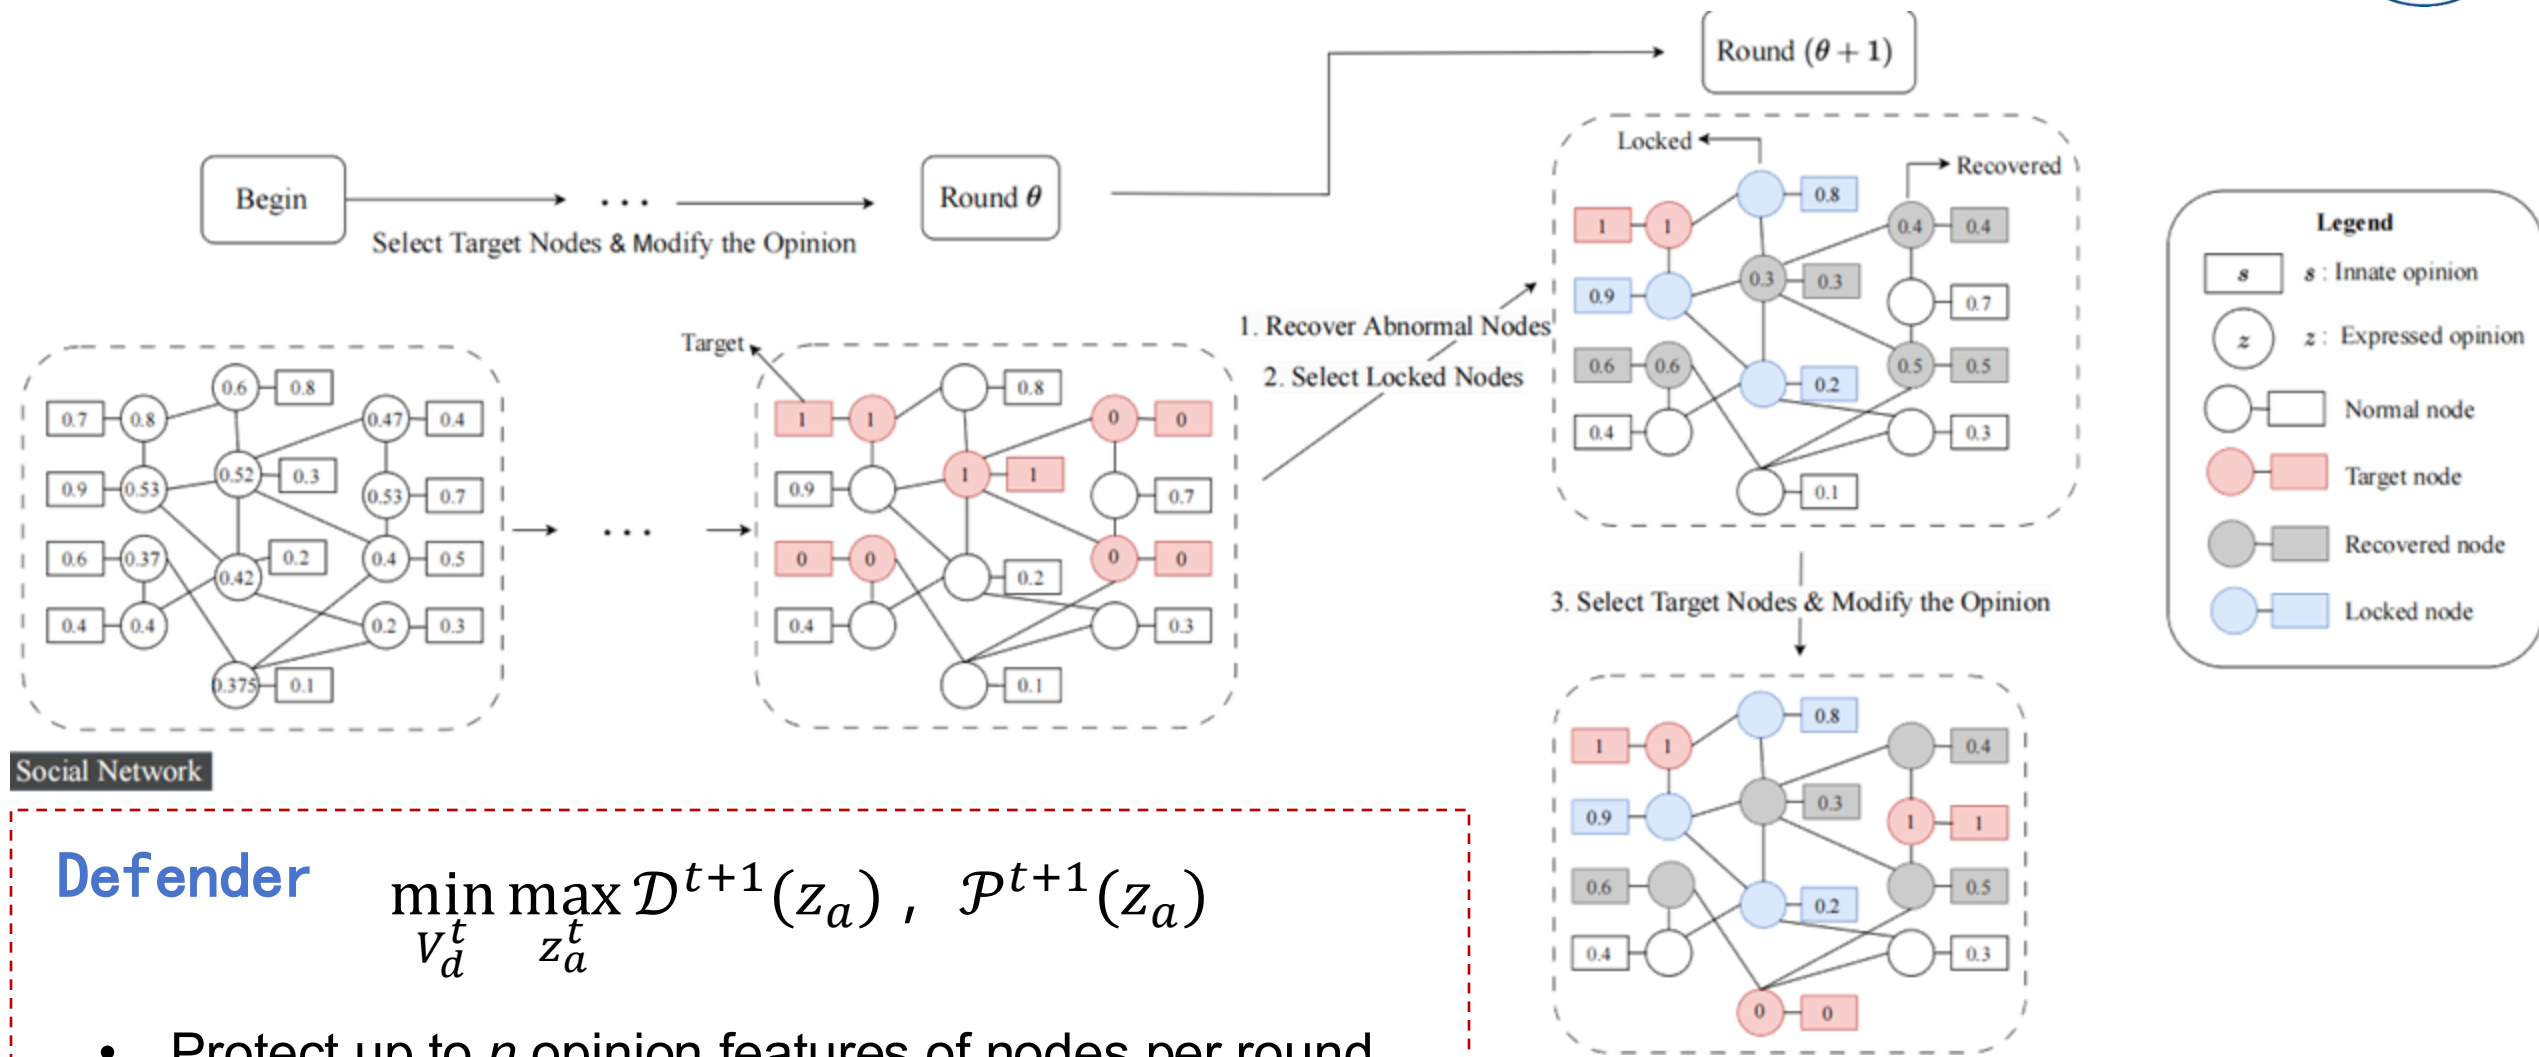 Round (θ + 1)
Begin
. . .
Round θ
Select Target Nodes & Modify the Opinion
Locked
Recovered
0.8
1 1
0.4 0.4
0.3 0.3
0.9
0.7
0.6 0.6
0.5 0.5
0.2
0.4
0.3
0.1
Legend
s s : Innate opinion
z z : Expressed opinion
Normal node
Target node
Recovered node
Locked node
1. Recover Abnormal Nodes
2. Select Locked Nodes
Target
0.6 0.8
0.7 0.8
0.47 0.4
0.52 0.3
0.9 0.53
0.53 0.7
0.6 0.37
0.2
0.42
0.4 0.5
0.4 0.4
0.2 0.3
0.375 0.1
. . .
0.8
1 1
0 0
1 1
0.9
0.7
0 0
0 0
0.2
0.4
0.3
0.1
3. Select Target Nodes & Modify the Opinion
0.8
1 1
0.4
0.3
0.9
1 1
0.6
0.5
0.2
0.4
0.3
0 0
Social Network
Defender min max 𝒟^{t+1}(z_a) , 𝒫^{t+1}(z_a)
V_d^t z_a^t
• Protect up to n opinion features of nodes per round